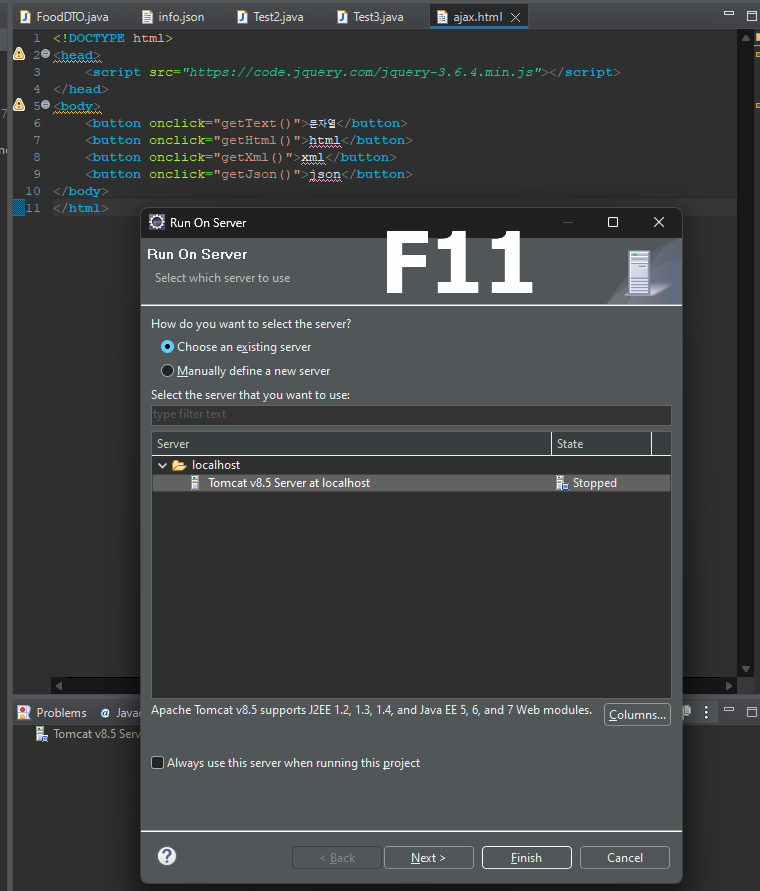 FoodDTO.java info.json Test2.java Test3.java ajax.html
1 <!DOCTYPE html>
2 <head>
3 <script src="https://code.jquery.com/jquery-3.6.4.min.js"></script>
4 </head>
5 <body>
6 <button onclick="getText()">문자열</button>
7 <button onclick="getHtml()">html</button>
8 <button onclick="getXml()">xml</button>
9 <button onclick="getJson()">json</button>
10 </body>
11 </html>
Run On Server
F11
Run On Server
Select which server to use
How do you want to select the server?
Choose an existing server
Manually define a new server
Select the server that you want to use:
type filter text
Server State
localhost
Tomcat v8.5 Server at localhost Stopped
Apache Tomcat v8.5 supports J2EE 1.2, 1.3, 1.4, and Java EE 5, 6, and 7 Web modules.
Columns...
Problems @ Java
Tomcat v8.5 Serv
Always use this server when running this project
< Back Next > Finish Cancel